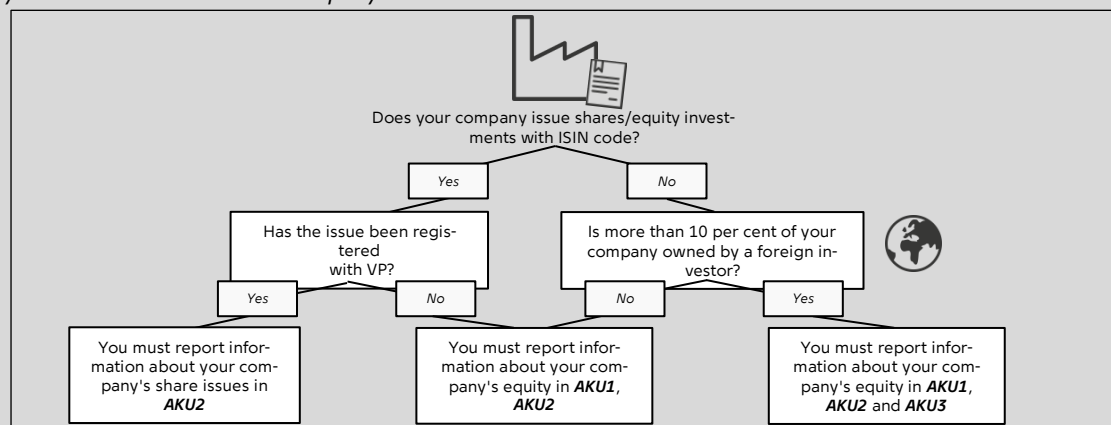 Does your company issue shares/equity invest-
ments with ISIN code?
Yes
No
Has the issue been regis-
tered
with VP?
Is more than 10 per cent of your
company owned by a foreign in-
vestor?
Yes
No
No
Yes
You must report infor-
mation about your com-
pany's share issues in
AKU2
You must report infor-
mation about your com-
pany's equity in AKU1,
AKU2
You must report infor-
mation about your com-
pany's equity in AKU1,
AKU2 and AKU3